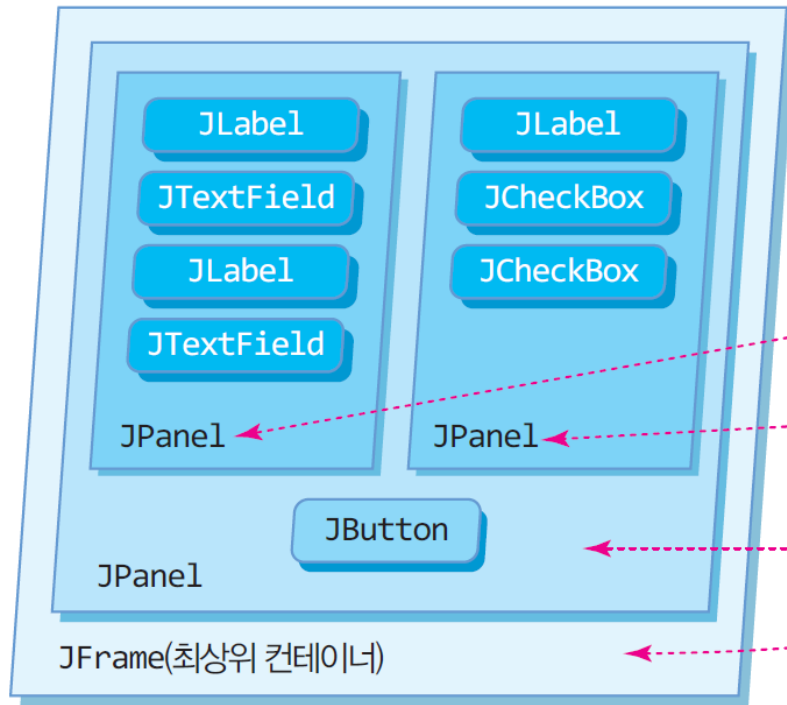 JLabel
JTextField
JLabel
JTextField
JPanel
JLabel
JCheckBox
JCheckBox
JPanel
JButton
JPanel
JFrame(최상위 컨테이너)